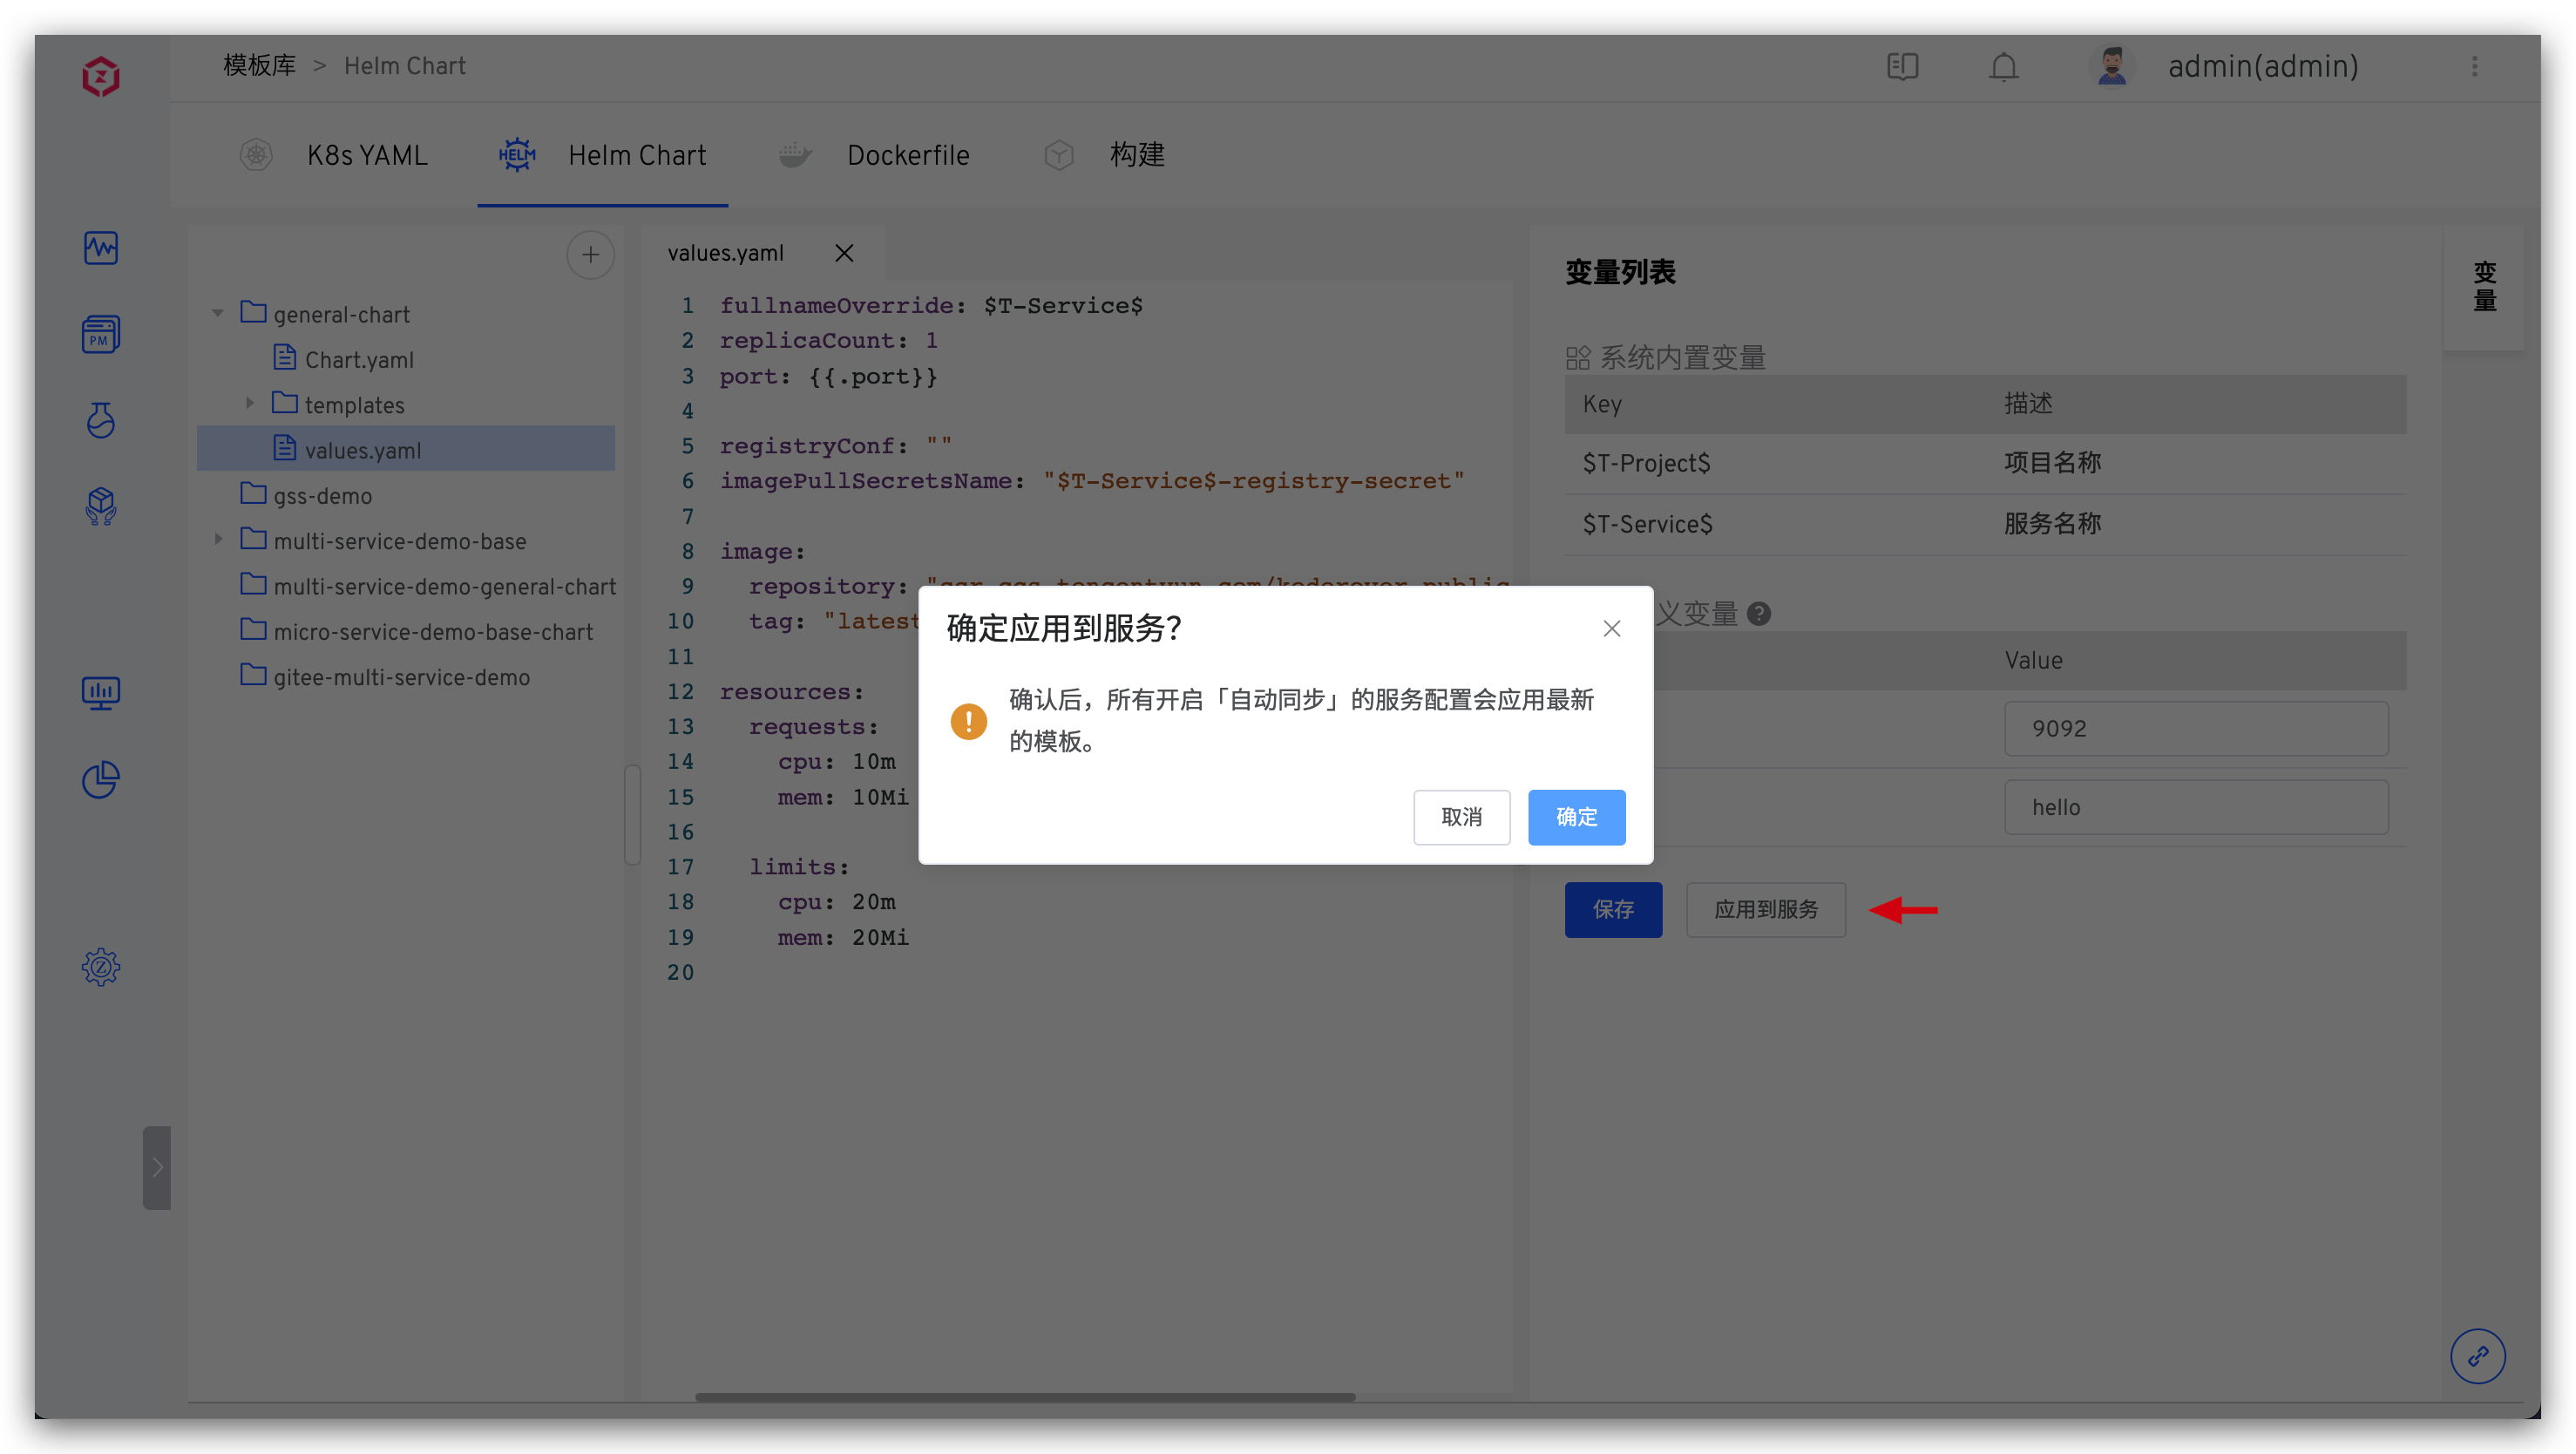 模板库 > Helm Chart
admin(admin)
K8s YAML
HELM
Helm Chart
Dockerfile
构建
PM
general-chart
Chart.yaml
templates
values.yaml
gss-demo
multi-service-demo-base
multi-service-demo-general-chart
micro-service-demo-base-chart
gitee-multi-service-demo
values.yaml
1 fullnameOverride: $T-Service$
2 replicaCount: 1
3 port: {{.port}}
4
5 registryConf: ""
6 imagePullSecretsName: "$T-Service$-registry-secret"
7
8 image:
9 repository:
10 tag: "latest
11
12 resources:
13 requests:
14 cpu: 10m
15 mem: 10Mi
16
17 limits:
18 cpu: 20m
19 mem: 20Mi
20
变量列表
变量
系统内置变量
Key 描述
$T-Project$ 项目名称
$T-Service$ 服务名称
义变量
Value
9092
hello
保存 应用到服务
确定应用到服务？
确认后，所有开启「自动同步」的服务配置会应用最新
的模板。
取消 确定